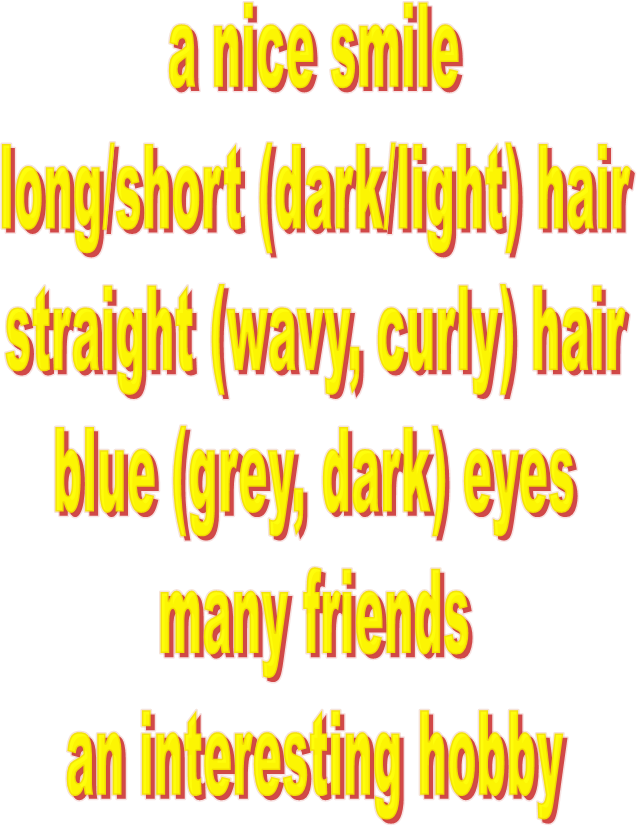 a nice smile
long/short (dark/light) hair
straight (wavy, curly) hair
blue (grey, dark) eyes
many friends
an interesting hobby